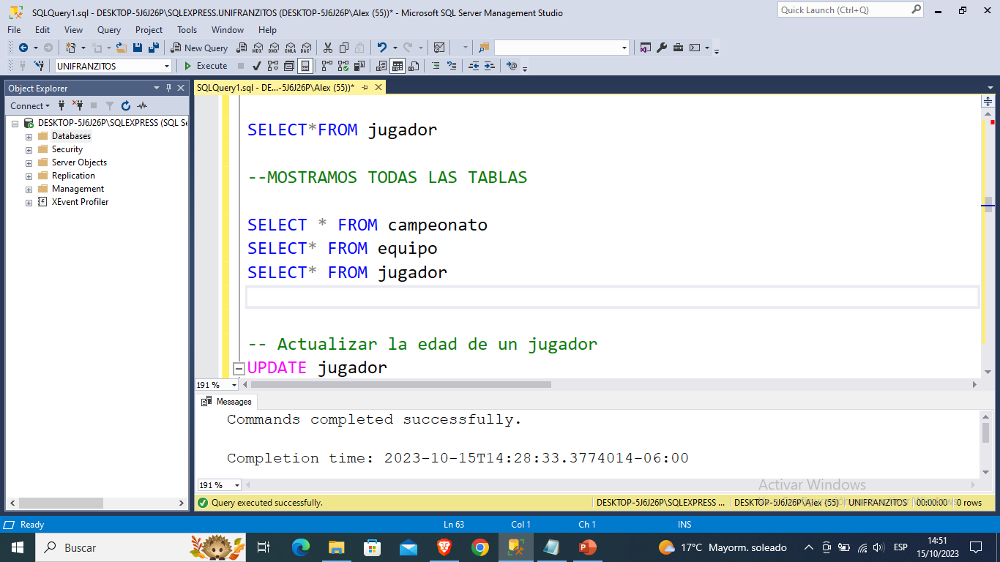 SQLQuery1.sql - DESKTOP-5J6J26P\SQLEXPRESS.UNIFRANZITOS (DESKTOP-5J6J26P\Alex (55))* - Microsoft SQL Server Management Studio
Quick Launch (Ctrl+Q)
File Edit View Query Project Tools Window Help
New Query MDX DMX XMLA DAX
UNIFRANZITOS Execute
Object Explorer
SQLQuery1.sql - DE...-5J6J26P\Alex (55))*
Connect
DESKTOP-5J6J26P\SQLEXPRESS (SQL Se
Databases
Security
Server Objects
Replication
Management
XEvent Profiler
SELECT*FROM jugador
--MOSTRAMOS TODAS LAS TABLAS
SELECT * FROM campeonato
SELECT* FROM equipo
SELECT* FROM jugador
-- Actualizar la edad de un jugador
UPDATE jugador
191 %
Messages
Commands completed successfully.
Completion time: 2023-10-15T14:28:33.3774014-06:00
191 %
Activar Windows
Query executed successfully. DESKTOP-5J6J26P\SQLEXPRESS ... DESKTOP-5J6J26P\Alex (55) UNIFRANZITOS 00:00:00 0 rows
Ready Ln 63 Col 1 Ch 1 INS
Buscar
17°C Mayorm. soleado
ESP
14:51
15/10/2023